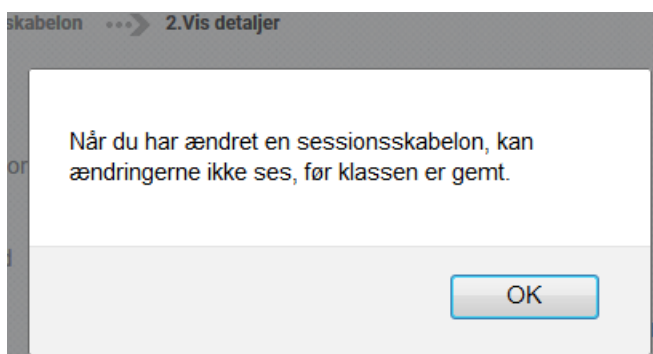 skabelon 2.Vis detaljer
Når du har ændret en sessionsskabelon, kan
ændringerne ikke ses, før klassen er gemt.
or
OK